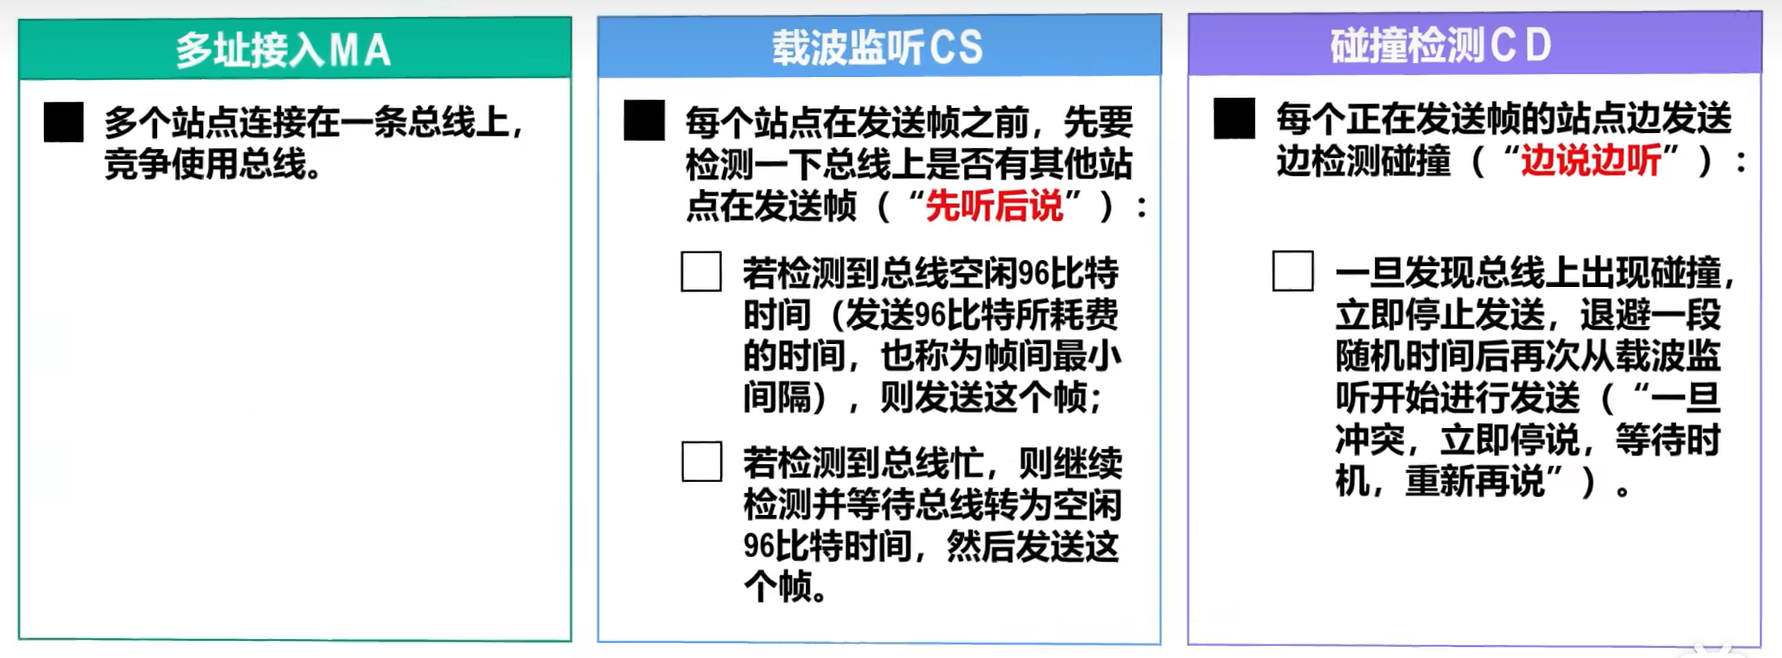 多址接入MA
多个站点连接在一条总线上，
竞争使用总线。
载波监听CS
每个站点在发送帧之前，先要
检测一下总线上是否有其他站
点在发送帧（“先听后说”）：
若检测到总线空闲96比特
时间（发送96比特所耗费
的时间，也称为帧间最小
间隔），则发送这个帧；
若检测到总线忙，则继续
检测并等待总线转为空闲
96比特时间，然后发送这
个帧。
碰撞检测CD
每个正在发送帧的站点边发送
边检测碰撞（“边说边听”）：
一旦发现总线上出现碰撞，
立即停止发送，退避一段
随机时间后再次从载波监
听开始进行发送（“一旦
冲突，立即停说，等待时
机，重新再说”）。